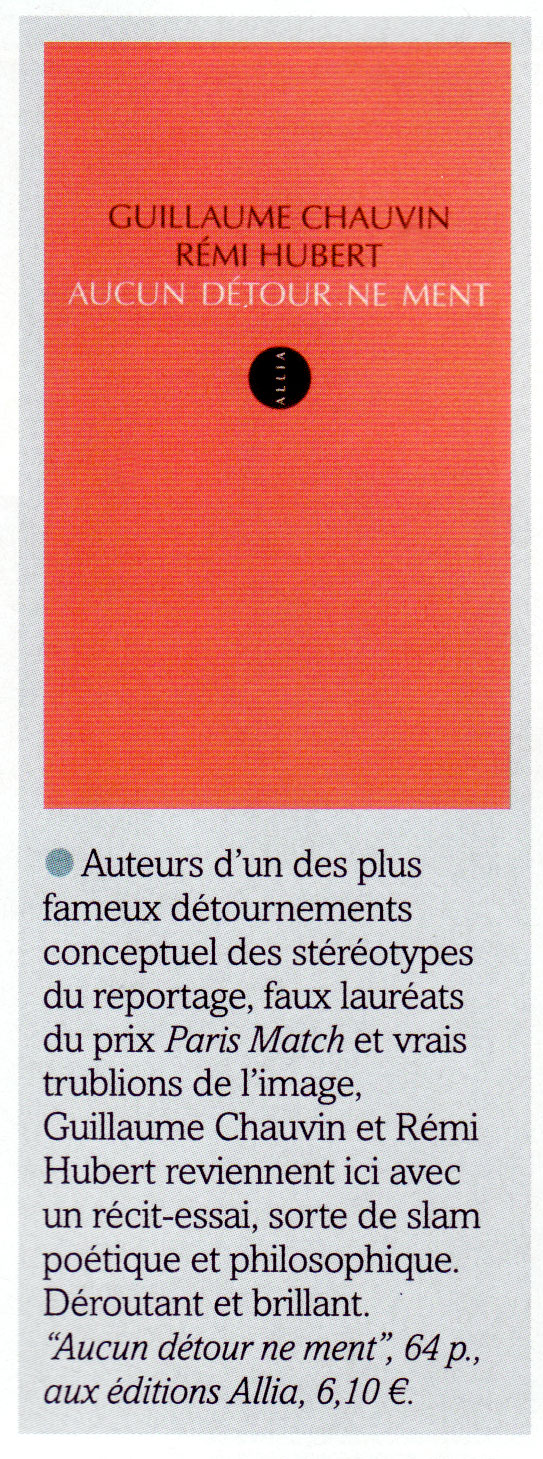 GUILLAUME CHAUVIN
RÉMI HUBERT
AUCUN DÉTOUR NE MENT
ALLIA
● Auteurs d’un des plus
fameux détournements
conceptuel des stéréotypes
du reportage, faux lauréats
du prix Paris Match et vrais
trublions de l’image,
Guillaume Chauvin et Rémi
Hubert reviennent ici avec
un récit-essai, sorte de slam
poétique et philosophique.
Déroutant et brillant.
“Aucun détour ne ment”, 64 p.,
aux éditions Allia, 6,10 €.